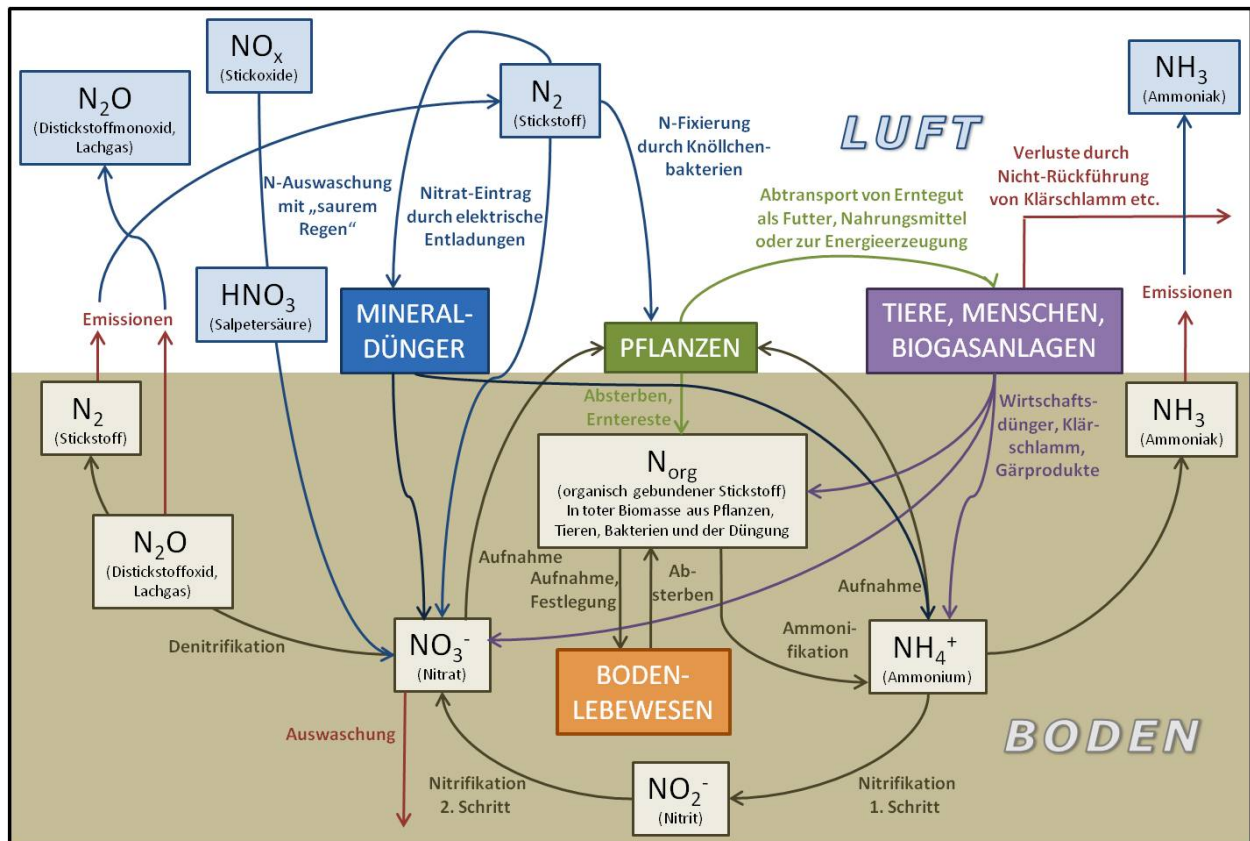 NOx
(Stickoxide)
N2O
(Distickstoffmonoxid,
Lachgas)
N2
(Stickstoff)
NH3
(Ammoniak)
LUFT
N-Fixierung
durch Knöllchen-
bakterien
N-Auswaschung
mit „saurem
Regen“
Nitrat-Eintrag
durch elektrische
Entladungen
Verluste durch
Nicht-Rückführung
von Klärschlamm etc.
Abtransport von Erntegut
als Futter, Nahrungsmittel
oder zur Energieerzeugung
HNO3
(Salpetersäure)
Emissionen
MINERAL-
DÜNGER
PFLANZEN
TIERE, MENSCHEN,
BIOGASANLAGEN
Emissionen
N2
(Stickstoff)
Absterben,
Erntereste
Wirtschafts-
dünger, Klär-
schlamm,
Gärprodukte
NH3
(Ammoniak)
Norg
(organisch gebundener Stickstoff)
In toter Biomasse aus Pflanzen,
Tieren, Bakterien und der Düngung
N2O
(Distickstoffoxid,
Lachgas)
Aufnahme
Aufnahme,
Festlegung
Ab-
sterben
Aufnahme
Denitrifikation
NO3-
(Nitrat)
Ammoni-
fikation
NH4+
(Ammonium)
BODEN-
LEBEWESEN
Auswaschung
BODEN
Nitrifikation
2. Schritt
NO2-
(Nitrit)
Nitrifikation
1. Schritt